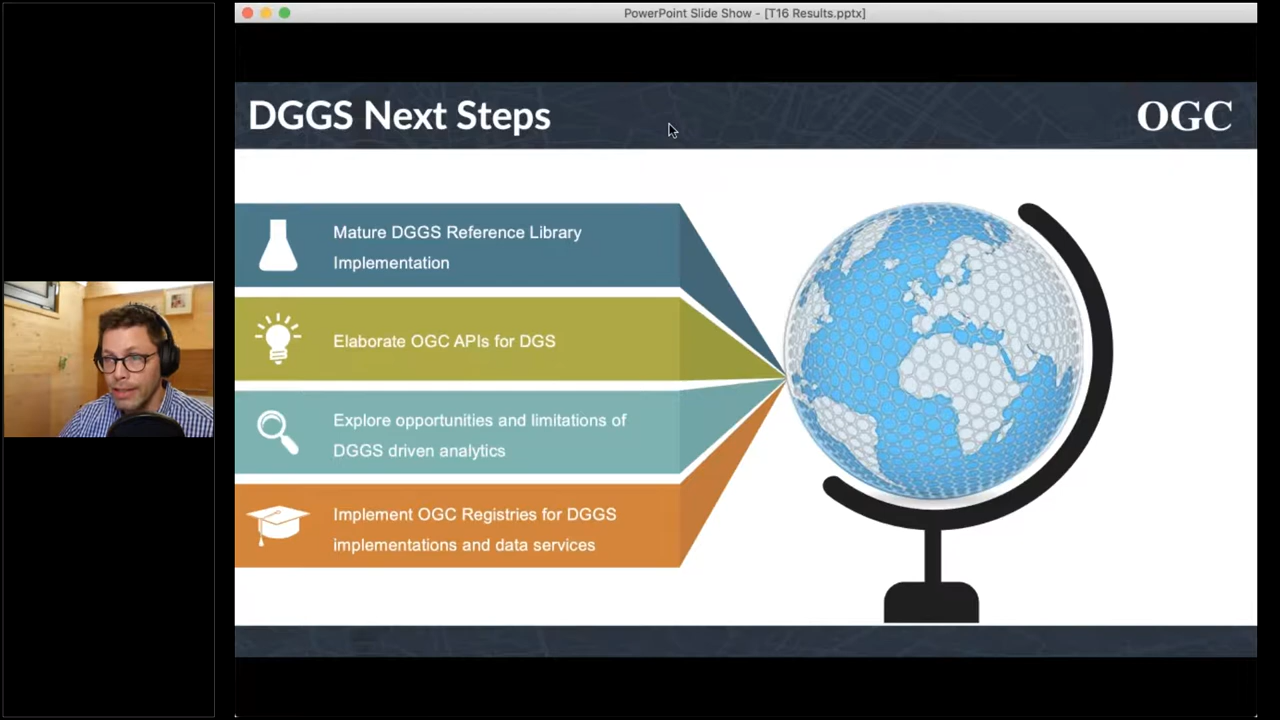 PowerPoint Slide Show - [T16 Results.pptx]
DGGS Next Steps
OGC
Mature DGGS Reference Library
Implementation
Elaborate OGC APIs for DGS
Explore opportunities and limitations of
DGGS driven analytics
Implement OGC Registries for DGGS
implementations and data services